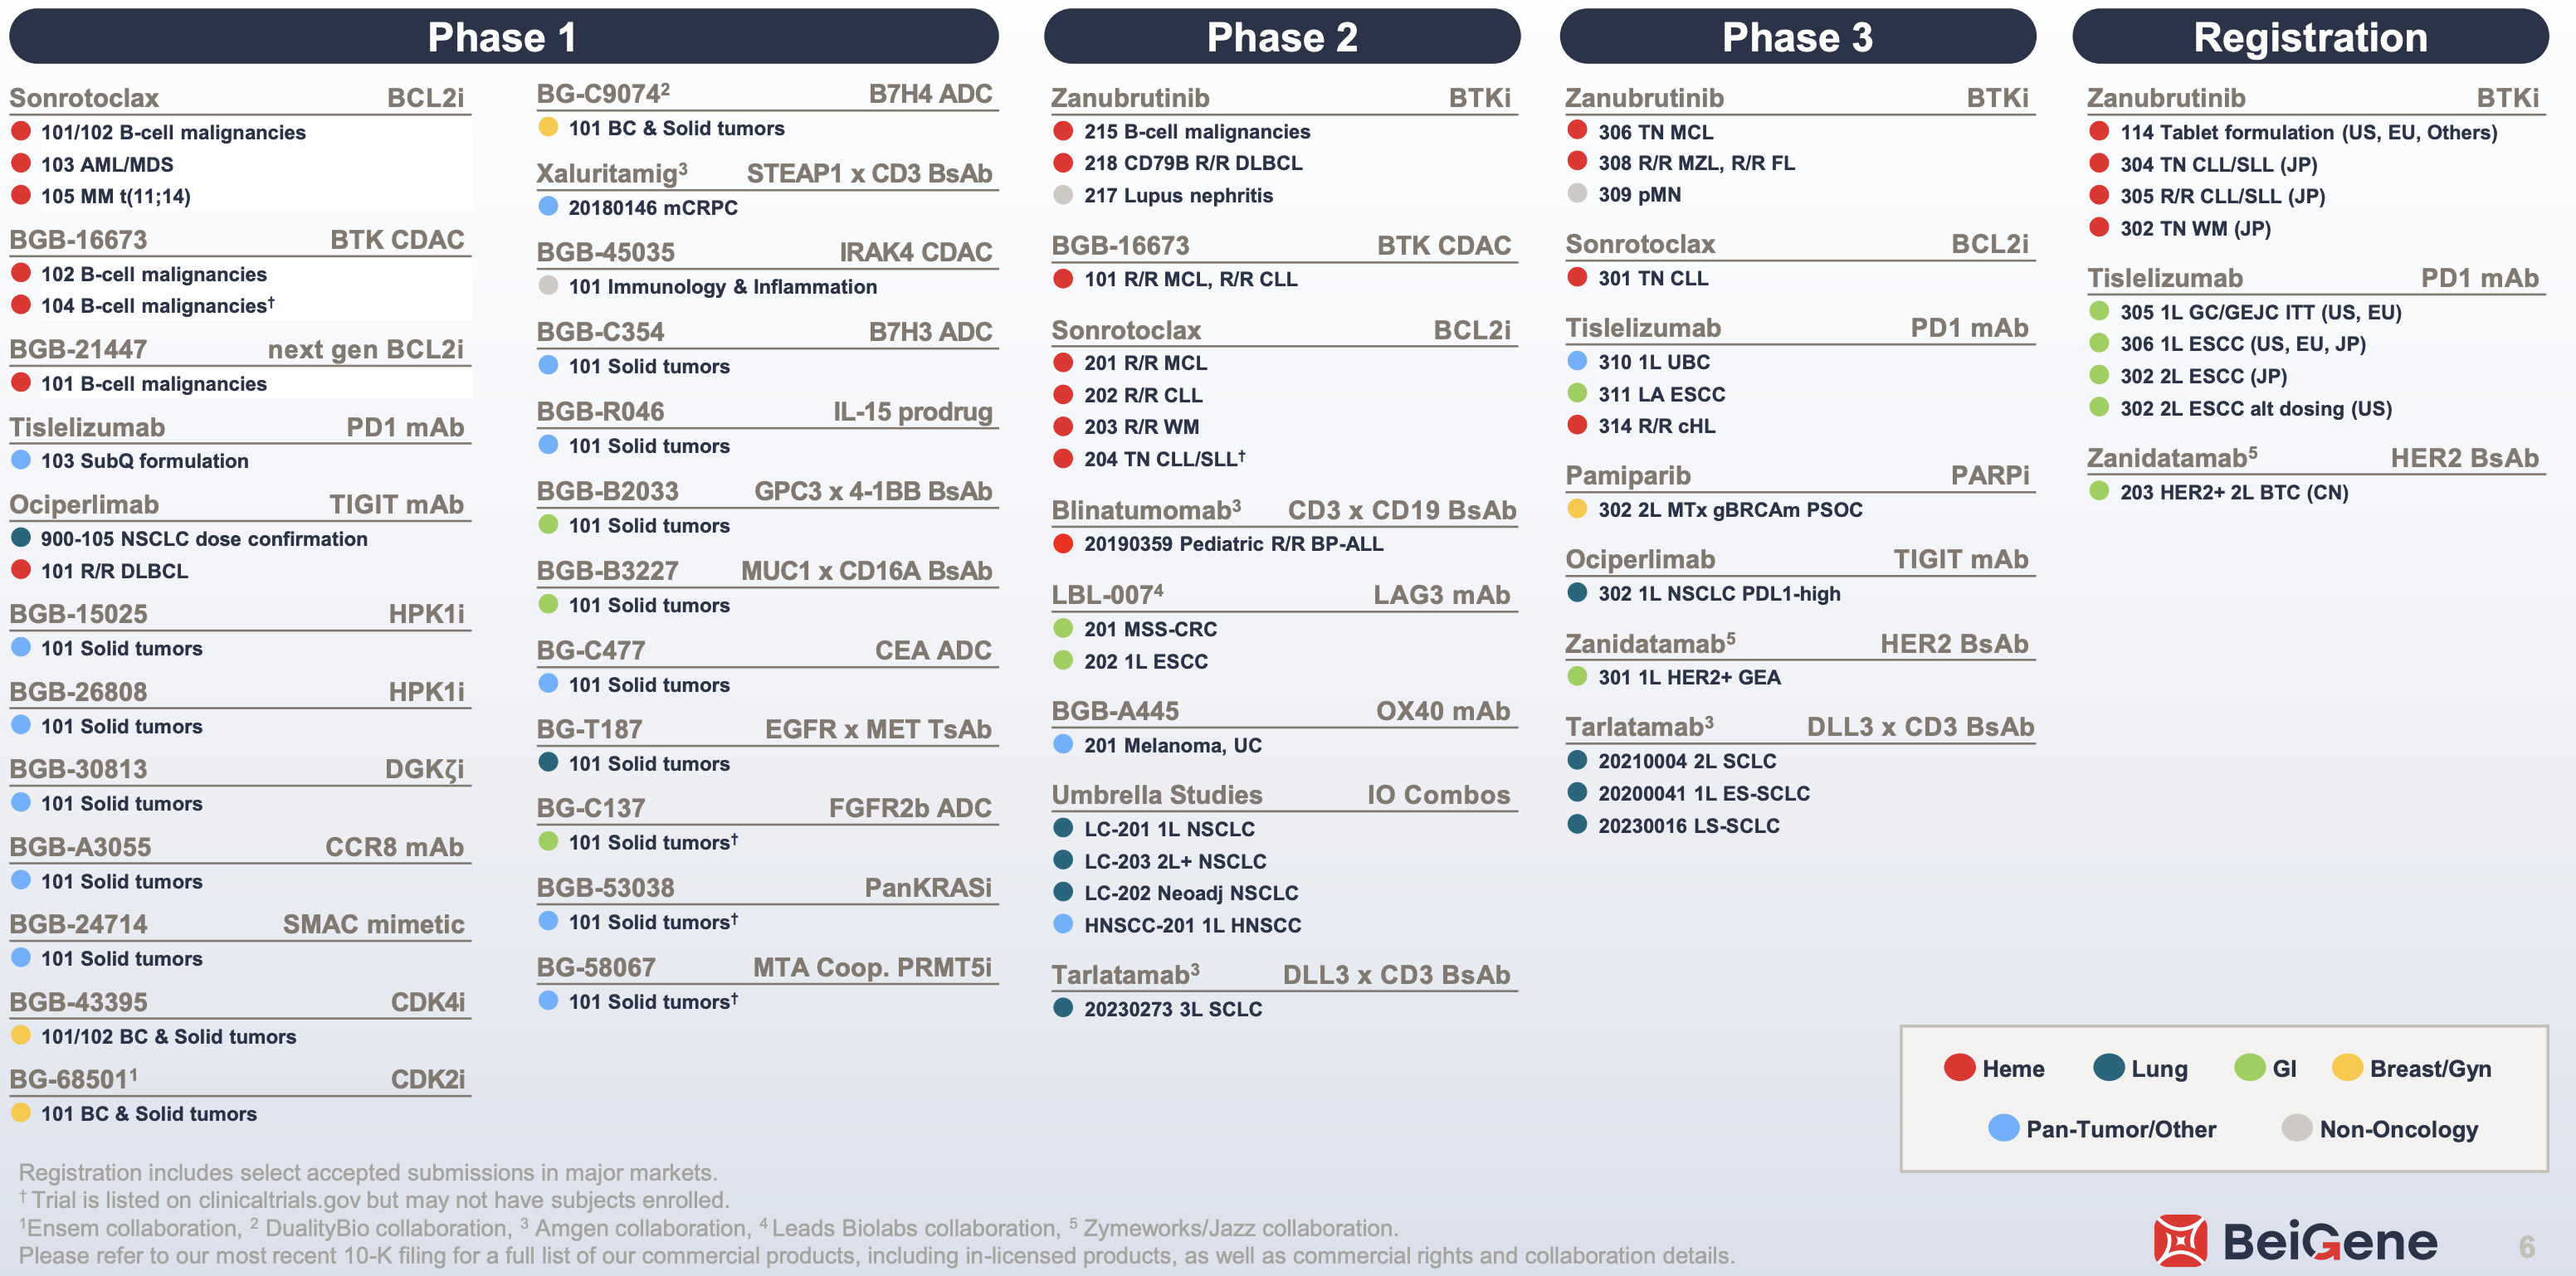 Phase 1
Sonrotoclax BCL2i
101/102 B-cell malignancies
103 AML/MDS
105 MM t(11;14)
BGB-16673 BTK CDAC
102 B-cell malignancies
104 B-cell malignancies†
BGB-21447 next gen BCL2i
101 B-cell malignancies
Tislelizumab PD1 mAb
103 SubQ formulation
Ociperlimab TIGIT mAb
900-105 NSCLC dose confirmation
101 R/R DLBCL
BGB-15025 HPK1i
101 Solid tumors
BGB-26808 HPK1i
101 Solid tumors
BGB-30813 DGKζi
101 Solid tumors
BGB-A3055 CCR8 mAb
101 Solid tumors
BGB-24714 SMAC mimetic
101 Solid tumors
BGB-43395 CDK4i
101/102 BC & Solid tumors
BG-68501¹ CDK2i
101 BC & Solid tumors
BG-C9074² B7H4 ADC
101 BC & Solid tumors
Xaluritamig³ STEAP1 x CD3 BsAb
20180146 mCRPC
BGB-45035 IRAK4 CDAC
101 Immunology & Inflammation
BGB-C354 B7H3 ADC
101 Solid tumors
BGB-R046 IL-15 prodrug
101 Solid tumors
BGB-B2033 GPC3 x 4-1BB BsAb
101 Solid tumors
BGB-B3227 MUC1 x CD16A BsAb
101 Solid tumors
BG-C477 CEA ADC
101 Solid tumors
BG-T187 EGFR x MET TsAb
101 Solid tumors
BG-C137 FGFR2b ADC
101 Solid tumors†
BGB-53038 PanKRASi
101 Solid tumors†
BG-58067 MTA Coop. PRMT5i
101 Solid tumors†
Phase 2
Zanubrutinib BTKi
215 B-cell malignancies
218 CD79B R/R DLBCL
217 Lupus nephritis
BGB-16673 BTK CDAC
101 R/R MCL, R/R CLL
Sonrotoclax BCL2i
201 R/R MCL
202 R/R CLL
203 R/R WM
204 TN CLL/SLL†
Blinatumomab³ CD3 x CD19 BsAb
20190359 Pediatric R/R BP-ALL
LBL-007⁴ LAG3 mAb
201 MSS-CRC
202 1L ESCC
BGB-A445 OX40 mAb
201 Melanoma, UC
Umbrella Studies IO Combos
LC-201 1L NSCLC
LC-203 2L+ NSCLC
LC-202 Neoadj NSCLC
HNSCC-201 1L HNSCC
Tarlatamab³ DLL3 x CD3 BsAb
20230273 3L SCLC
Phase 3
Zanubrutinib BTKi
306 TN MCL
308 R/R MZL, R/R FL
309 pMN
Sonrotoclax BCL2i
301 TN CLL
Tislelizumab PD1 mAb
310 1L UBC
311 LA ESCC
314 R/R cHL
Pamiparib PARPi
302 2L MTx gBRCAm PSOC
Ociperlimab TIGIT mAb
302 1L NSCLC PDL1-high
Zanidatamab⁵ HER2 BsAb
301 1L HER2+ GEA
Tarlatamab³ DLL3 x CD3 BsAb
20210004 2L SCLC
20200041 1L ES-SCLC
20230016 LS-SCLC
Registration
Zanubrutinib BTKi
114 Tablet formulation (US, EU, Others)
304 TN CLL/SLL (JP)
305 R/R CLL/SLL (JP)
302 TN WM (JP)
Tislelizumab PD1 mAb
305 1L GC/GEJC ITT (US, EU)
306 1L ESCC (US, EU, JP)
302 2L ESCC (JP)
302 2L ESCC alt dosing (US)
Zanidatamab⁵ HER2 BsAb
203 HER2+ 2L BTC (CN)
Heme Lung GI Breast/Gyn
Pan-Tumor/Other Non-Oncology
Registration includes select accepted submissions in major markets.
† Trial is listed on clinicaltrials.gov but may not have subjects enrolled.
¹Ensem collaboration, ² DualityBio collaboration, ³ Amgen collaboration, ⁴ Leads Biolabs collaboration, ⁵ Zymeworks/Jazz collaboration.
Please refer to our most recent 10-K filing for a full list of our commercial products, including in-licensed products, as well as commercial rights and collaboration details.
BeiGene 6